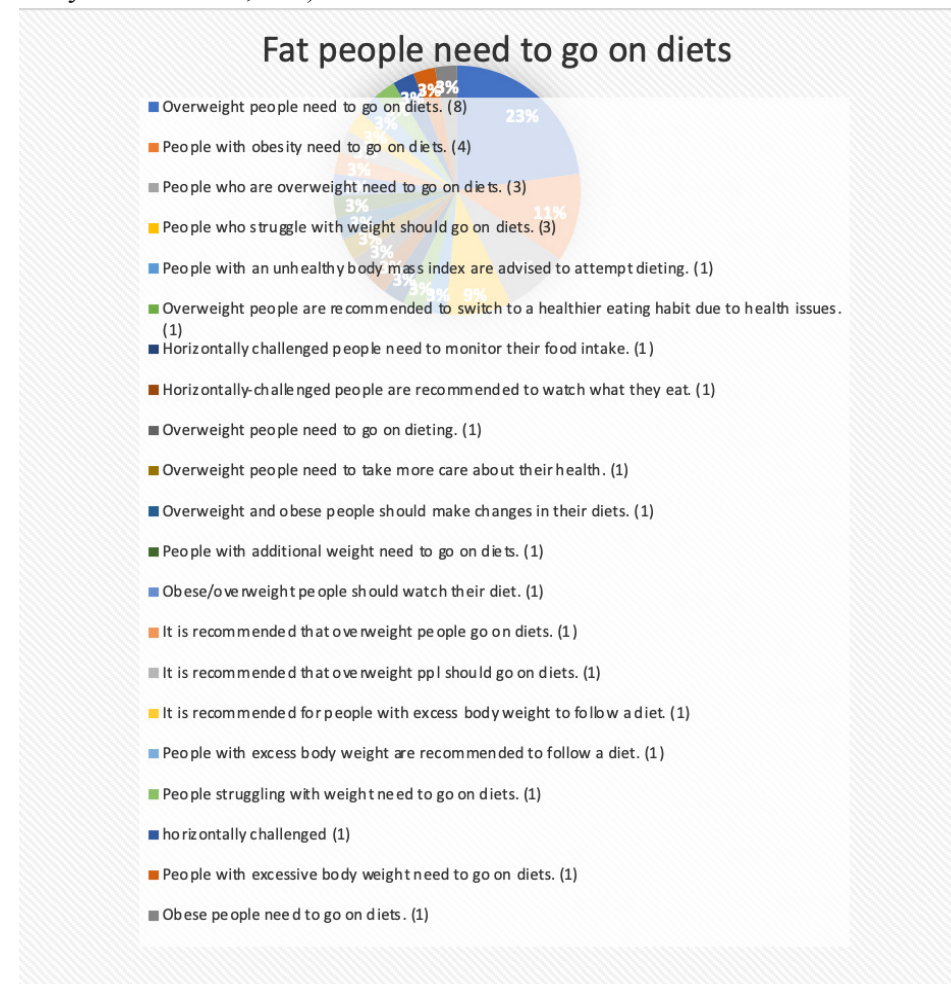 Fat people need to go on diets
3%
3%
3%
23%
Overweight people need to go on diets. (8)
3%
People with obesity need to go on diets. (4)
3%
People who are overweight need to go on diets. (3)
3%
11%
People who struggle with weight should go on diets. (3)
3%
3%
People with an unhealthy body mass index are advised to attempt dieting. (1)
3%
3%
3%
9%
Overweight people are recommended to switch to a healthier eating habit due to health issues.
(1)
Horizontally challenged people need to monitor their food intake. (1)
Horizontally-challenged people are recommended to watch what they eat. (1)
Overweight people need to go on dieting. (1)
Overweight people need to take more care about their health. (1)
Overweight and obese people should make changes in their diets. (1)
People with additional weight need to go on diets. (1)
Obese/overweight people should watch their diet. (1)
It is recommended that overweight people go on diets. (1)
It is recommended that overweight ppl should go on diets. (1)
It is recommended for people with excess body weight to follow a diet. (1)
People with excess body weight are recommended to follow a diet. (1)
People struggling with weight need to go on diets. (1)
horizontally challenged (1)
People with excessive body weight need to go on diets. (1)
Obese people need to go on diets. (1)